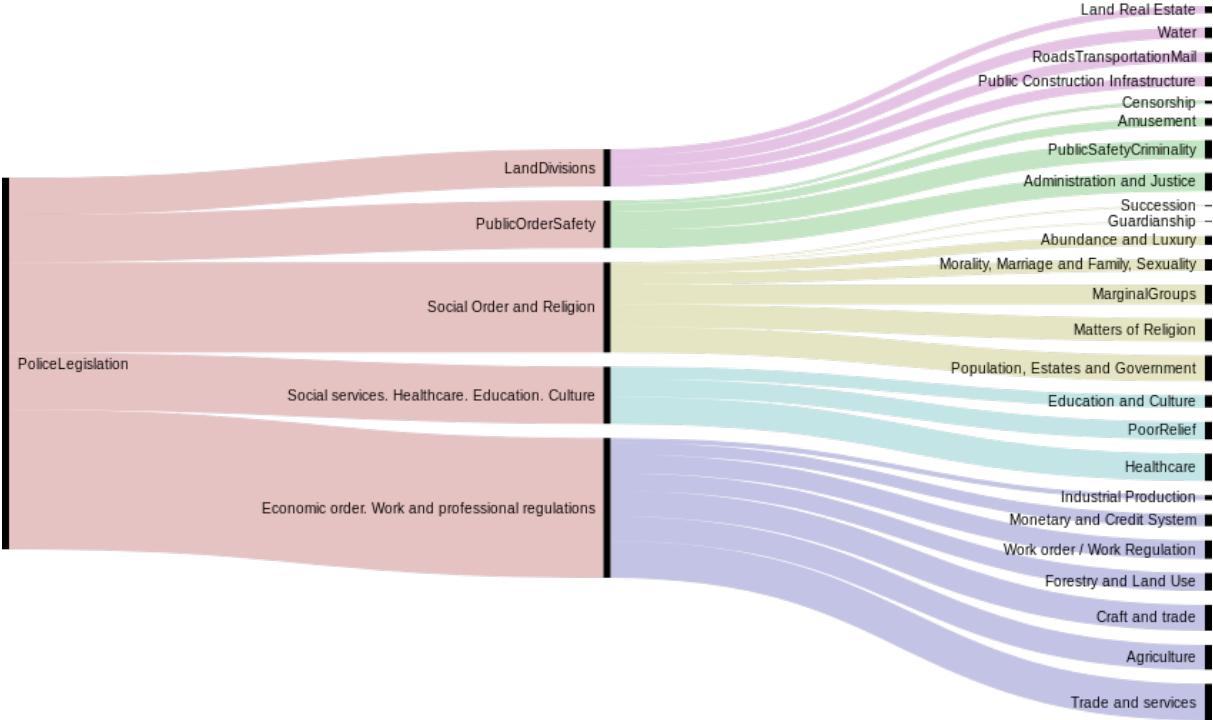 PoliceLegislation
LandDivisions
PublicOrderSafety
Social Order and Religion
Social services. Healthcare. Education. Culture
Economic order. Work and professional regulations
Land Real Estate
Water
RoadsTransportationMail
Public Construction Infrastructure
Censorship
Amusement
PublicSafetyCriminality
Administration and Justice
Succession
Guardianship
Abundance and Luxury
Morality, Marriage and Family, Sexuality
MarginalGroups
Matters of Religion
Population, Estates and Government
Education and Culture
PoorRelief
Healthcare
Industrial Production
Monetary and Credit System
Work order / Work Regulation
Forestry and Land Use
Craft and trade
Agriculture
Trade and services